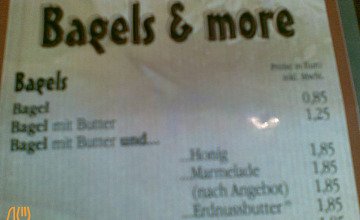 Bagels & more
Preise in Euro
inkl. MwSt.
Bagels
Bagel 0,85
Bagel mit Butter 1,25
Bagel mit Butter und...
...Honig 1,85
...Marmelade 1,85
(nach Angebot) 1,85
...Erdnussbutter 1,85